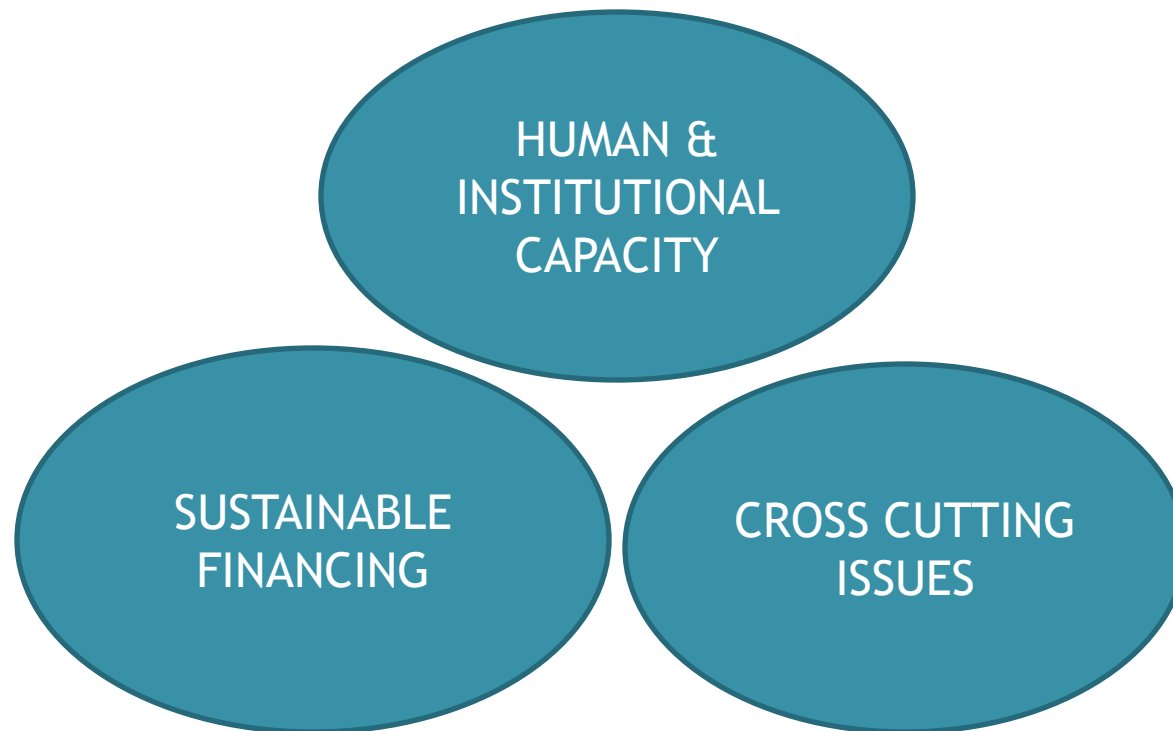 HUMAN &
INSTITUTIONAL
CAPACITY
SUSTAINABLE
FINANCING
CROSS CUTTING
ISSUES